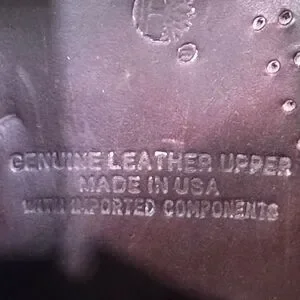 GENUINE LEATHER UPPER
MADE IN USA
WITH IMPORTED COMPONENTS